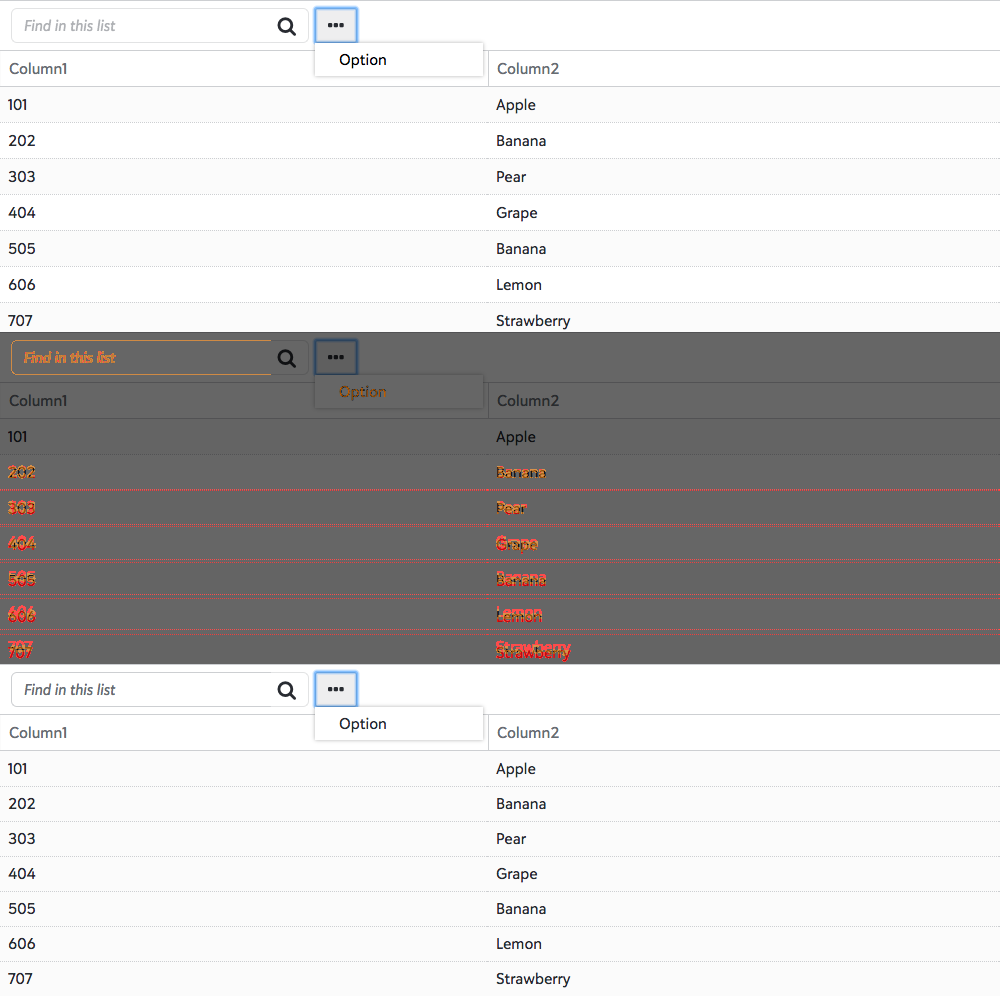 Find in this list
Option
Column1 Column2
101 Apple
202 Banana
303 Pear
404 Grape
505 Banana
606 Lemon
707 Strawberry
Find in this list
Option
Column1 Column2
101 Apple
202 Banana
303 Pear
404 Grape
505 Banana
606 Lemon
707 Strawberry
Find in this list
Option
Column1 Column2
101 Apple
202 Banana
303 Pear
404 Grape
505 Banana
606 Lemon
707 Strawberry